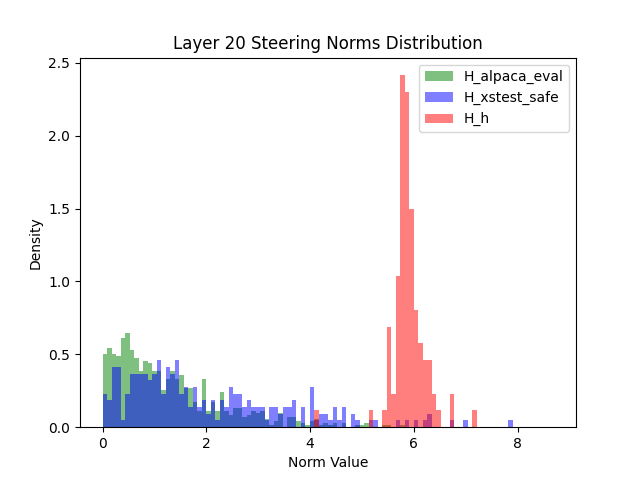 Layer 20 Steering Norms Distribution
H_alpaca_eval
H_xstest_safe
H_h
2.5
2.0
1.5
1.0
0.5
0.0
Density
0 2 4 6 8
Norm Value